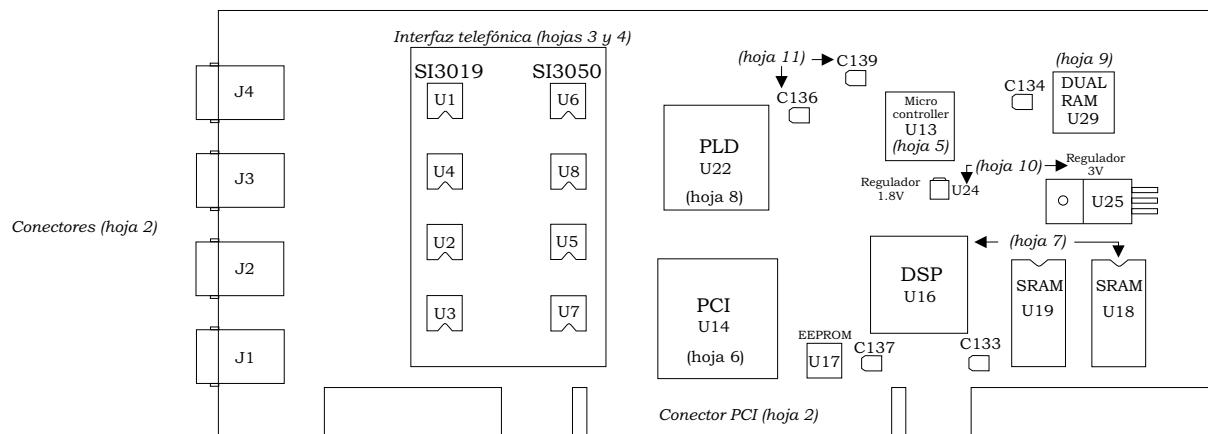 Interfaz telefónica (hojas 3 y 4)
SI3019
SI3050
J4
J3
J2
J1
Conectores (hoja 2)
U1
U6
U4
U8
U2
U5
U3
U7
(hoja 11)
C139
C136
PLD
U22
(hoja 8)
Micro
controller
U13
(hoja 5)
C134
(hoja 9)
DUAL
RAM
U29
(hoja 10)
Regulador
1.8V
U24
Regulador
3V
U25
(hoja 7)
PCI
U14
(hoja 6)
DSP
U16
SRAM
U19
SRAM
U18
EEPROM
U17
C137
C133
Conector PCI (hoja 2)